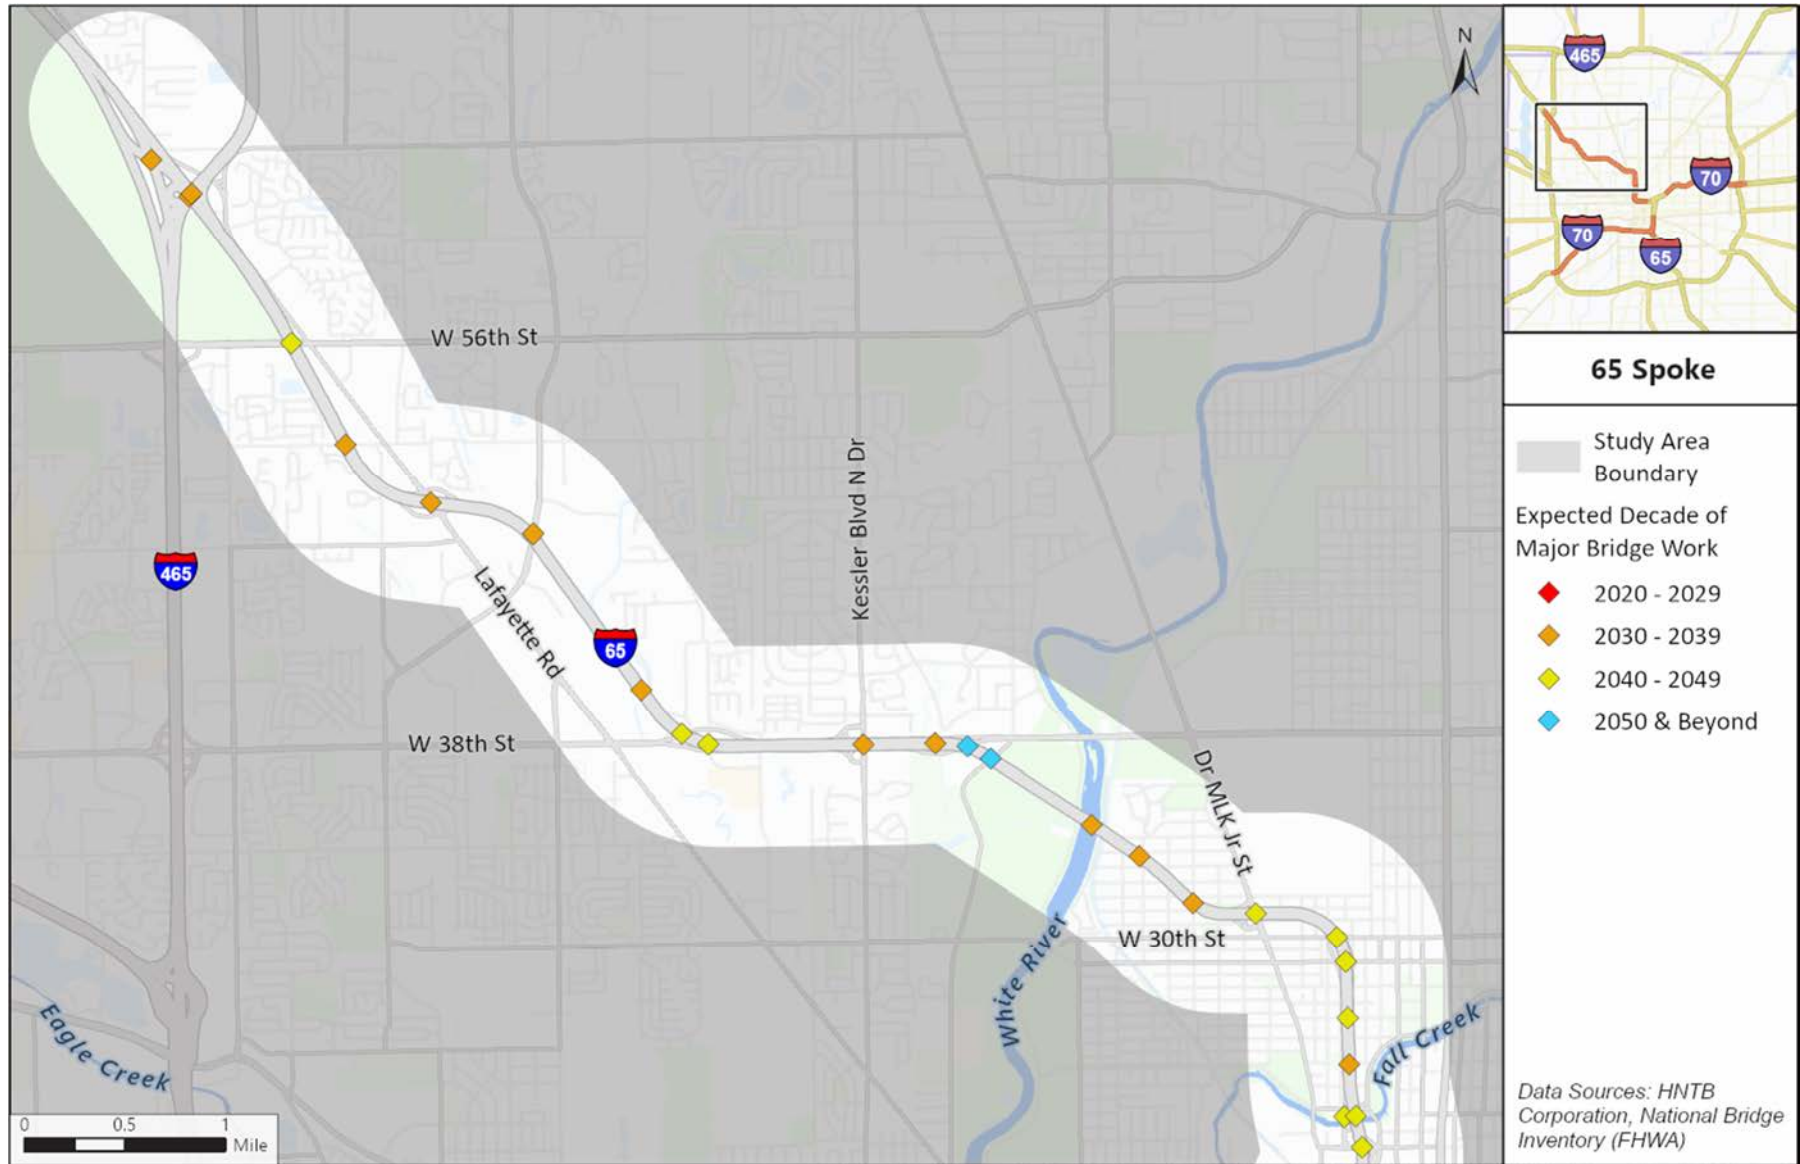 N
W 56th St
Kessler Blvd N Dr
465
Lafayette Rd
65
W 38th St
Dr MLK Jr St
W 30th St
White River
Eagle Creek
Fall Creek
0 0.5 1
Mile
465
70
70
65
65 Spoke
Study Area
Boundary
Expected Decade of
Major Bridge Work
2020 - 2029
2030 - 2039
2040 - 2049
2050 & Beyond
Data Sources: HNTB
Corporation, National Bridge
Inventory (FHWA)